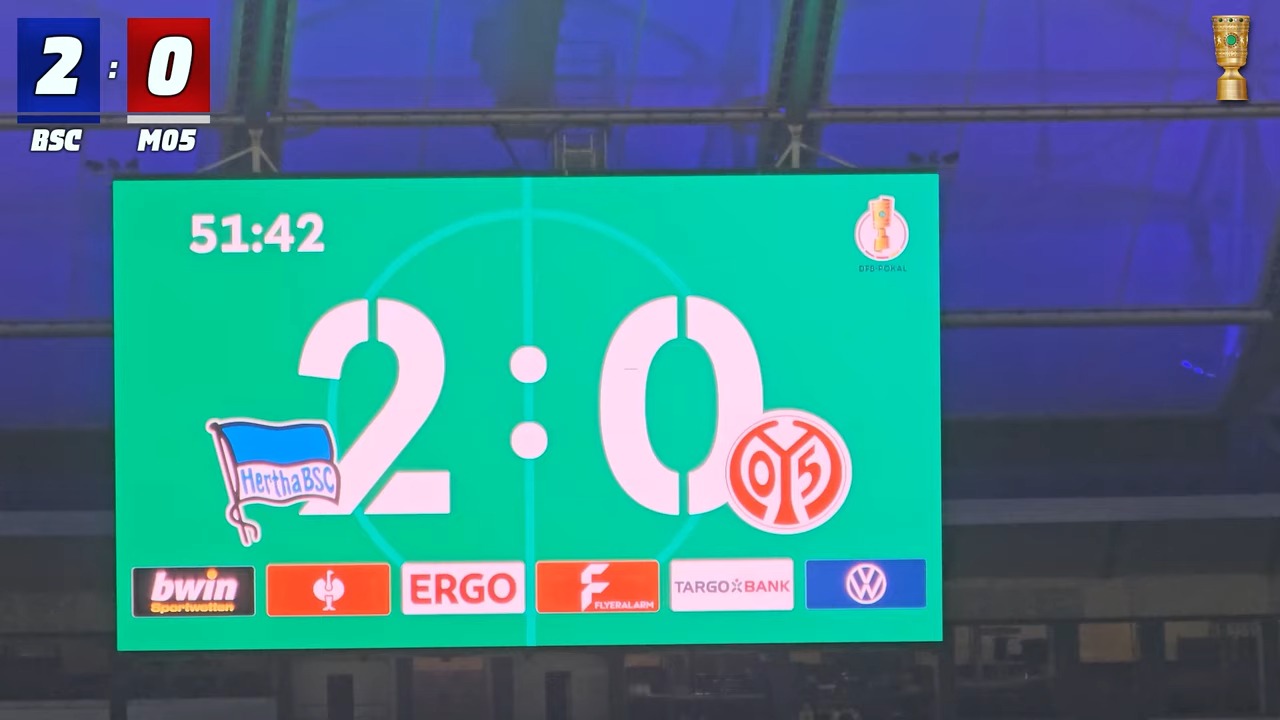 2 : 0
BSC M05
51:42
DFB-POKAL
2:0
Hertha BSC
05
bwin
Sportwetten
ERGO
F
FLYERALARM
TARGO BANK
VW